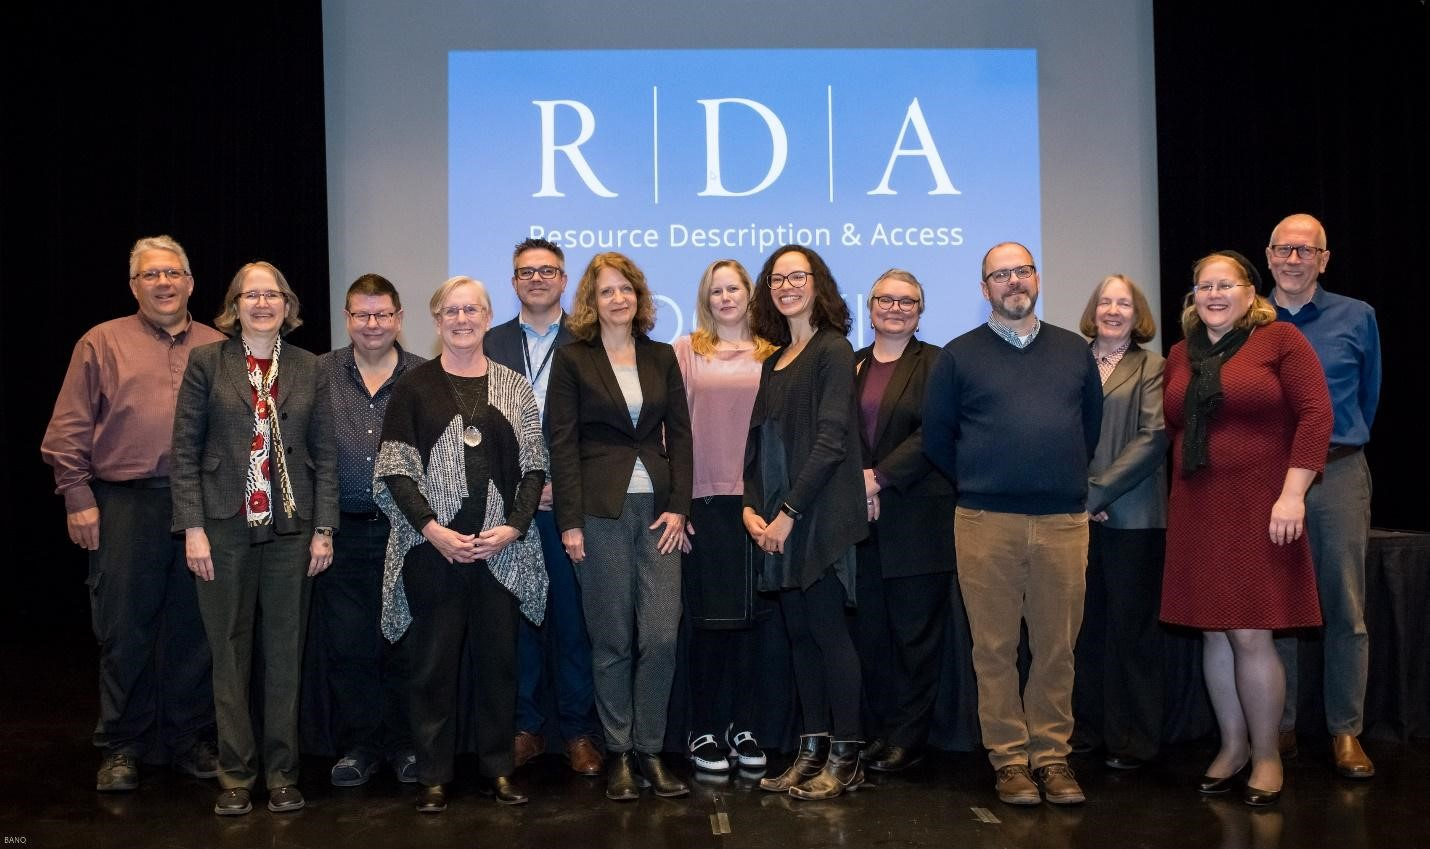 R|D|A
Resource Description & Access
BANQ